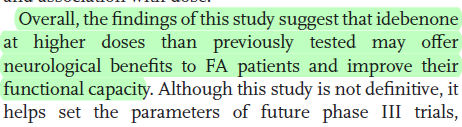 and association with dose.
Overall, the findings of this study suggest that idebenone
at higher doses than previously tested may offer
neurological benefits to FA patients and improve their
functional capacity. Although this study is not definitive, it
helps set the parameters of future phase III trials,